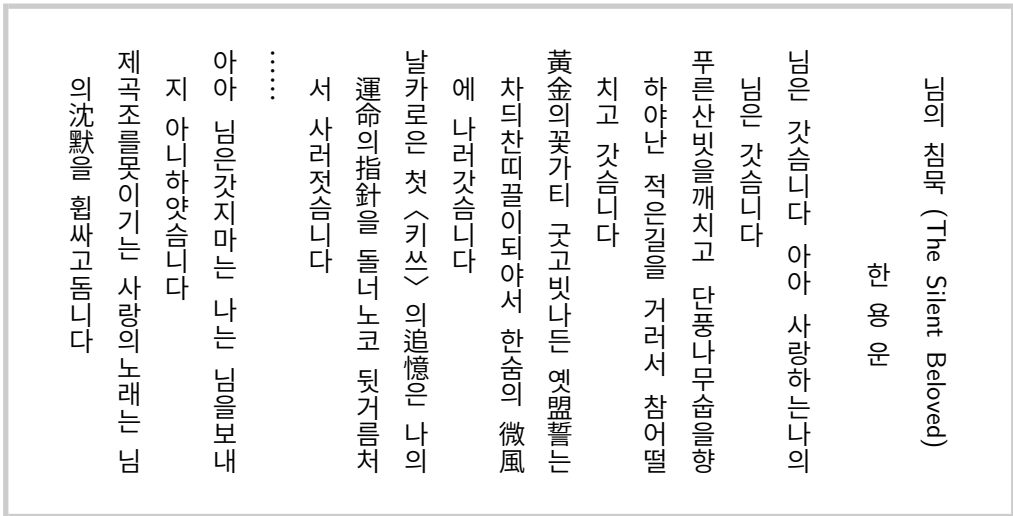 님의 침묵 (The Silent Beloved)
한 용 운
님은 갓슴니다 아아 사랑하는나의
님은 갓슴니다
푸른산빗을깨치고 단풍나무숩을향
하야난 적은길을 거러서 참어떨
치고 갓슴니다
黃金의꽃가티 굿고빗나든 옛盟誓는
차듸찬띠끌이되야서 한숨의 微風
에 나러갓슴니다
날카로은 첫 〈키쓰〉의追憶은 나의
運命의指針을 돌너노코 뒷거름처
서 사러젓슴니다
……
아아 님은갓지마는 나는 님을보내
지 아니하얏슴니다
제곡조를못이기는 사랑의노래는 님
의沈默을 휩싸고돔니다